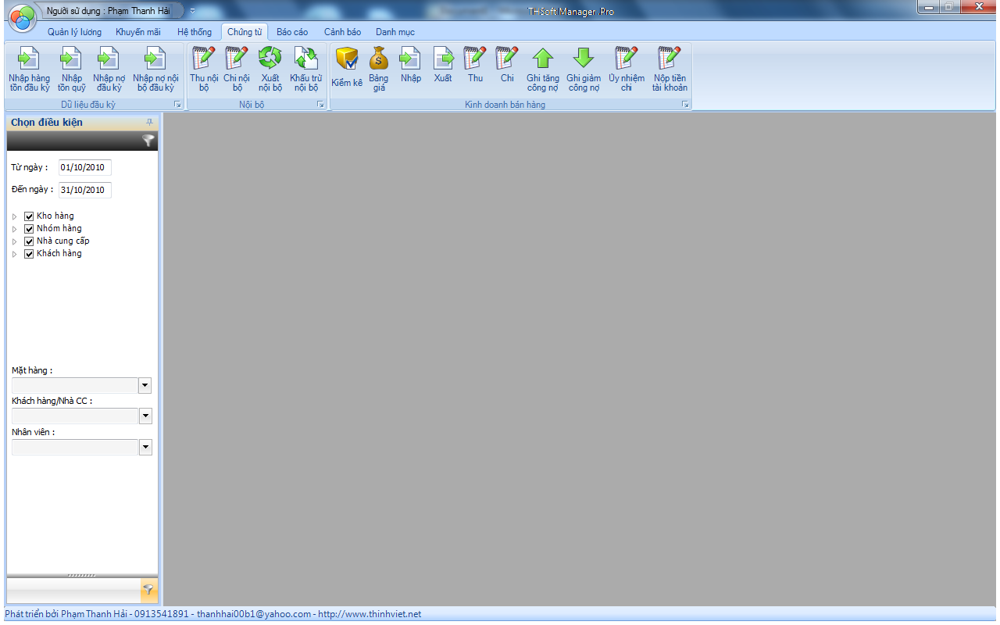 Người sử dụng : Phạm Thanh Hải
THSoft Manager .Pro
Quản lý lương Khuyến mãi Hệ thống Chứng từ Báo cáo Cảnh báo Danh mục
Nhập hàng tồn đầu kỳ
Nhập tồn quỹ
Nhập nợ đầu kỳ
Nhập nợ nội bộ đầu kỳ
Dữ liệu đầu kỳ
Thu nội bộ
Chi nội bộ
Xuất nội bộ
Khấu trừ nội bộ
Nội bộ
Kiểm kê
Bảng giá
Nhập
Xuất
Thu
Chi
Ghi tăng công nợ
Ghi giảm công nợ
Ủy nhiệm chi
Nộp tiền tài khoản
Kinh doanh bán hàng
Chọn điều kiện
Từ ngày : 01/10/2010
Đến ngày : 31/10/2010
Kho hàng
Nhóm hàng
Nhà cung cấp
Khách hàng
Mặt hàng :
Khách hàng/Nhà CC :
Nhân viên :
Phát triển bởi Phạm Thanh Hải - 0913541891 - thanhhai00b1@yahoo.com - http://www.thinhviet.net